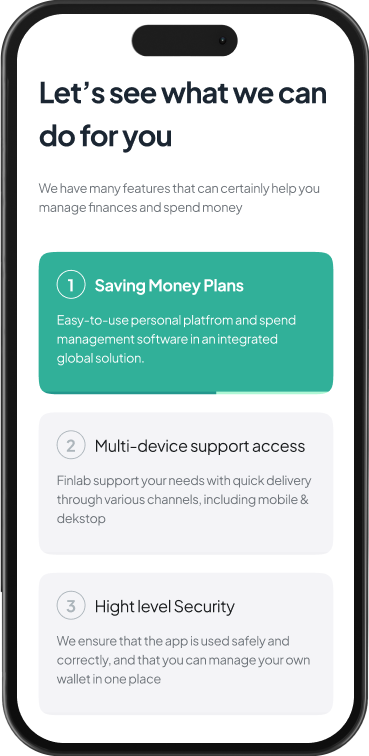 Let's see what we can
do for you
We have many features that can certainly help you
manage finances and spend money
1 Saving Money Plans
Easy-to-use personal platfrom and spend
management software in an integrated
global solution.
2 Multi-device support access
Finlab support your needs with quick delivery
through various channels, including mobile &
dekstop
3 Hight level Security
We ensure that the app is used safely and
correctly, and that you can manage your own
wallet in one place